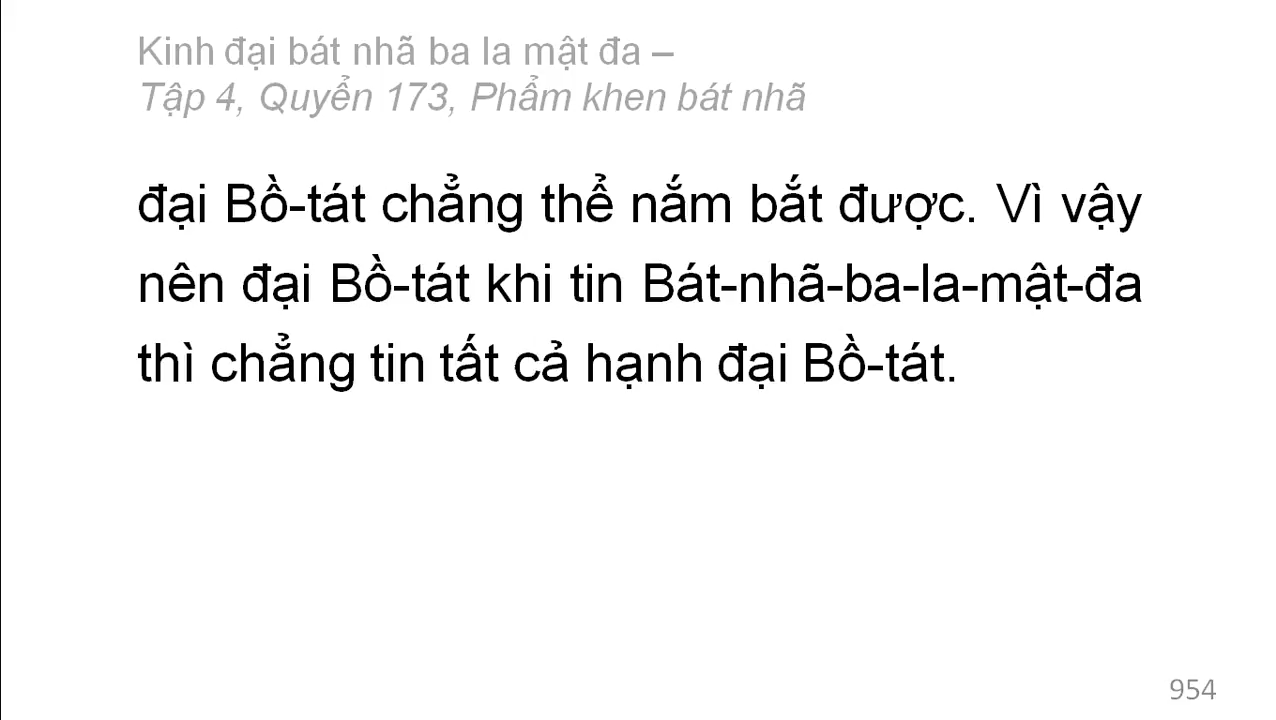 Kinh đại bát nhã ba la mật đa –
Tập 4, Quyển 173, Phẩm khen bát nhã
đại Bồ-tát chẳng thể nắm bắt được. Vì vậy
nên đại Bồ-tát khi tin Bát-nhã-ba-la-mật-đa
thì chẳng tin tất cả hạnh đại Bồ-tát.
954